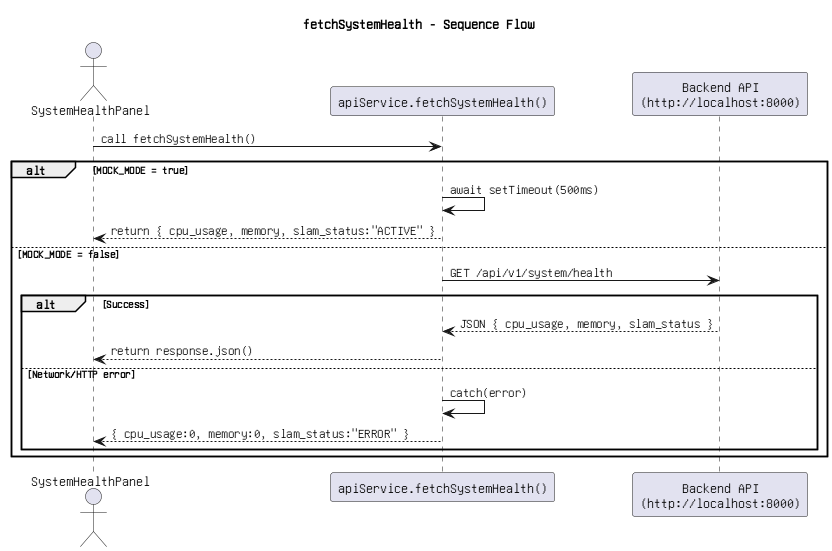 fetchSystemHealth - Sequence Flow
SystemHealthPanel
apiService.fetchSystemHealth()
Backend API
(http://localhost:8000)
call fetchSystemHealth()
alt
[MOCK_MODE = true]
await setTimeout(500ms)
return { cpu_usage, memory, slam_status:"ACTIVE" }
[MOCK_MODE = false]
GET /api/v1/system/health
alt
[Success]
JSON { cpu_usage, memory, slam_status }
return response.json()
[Network/HTTP error]
catch(error)
{ cpu_usage:0, memory:0, slam_status:"ERROR" }
SystemHealthPanel
apiService.fetchSystemHealth()
Backend API
(http://localhost:8000)